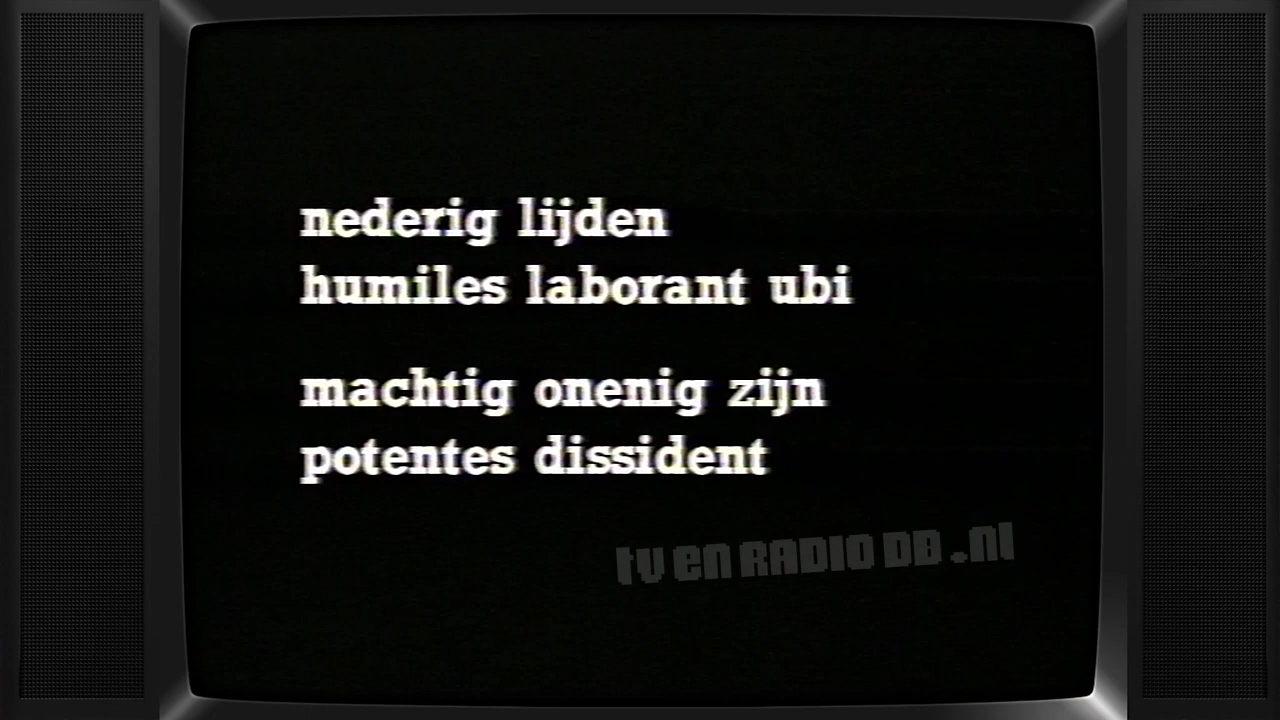 nederig lijden
humiles laborant ubi
machtig onenig zijn
potentes dissident
tv en RADIO DB .nl